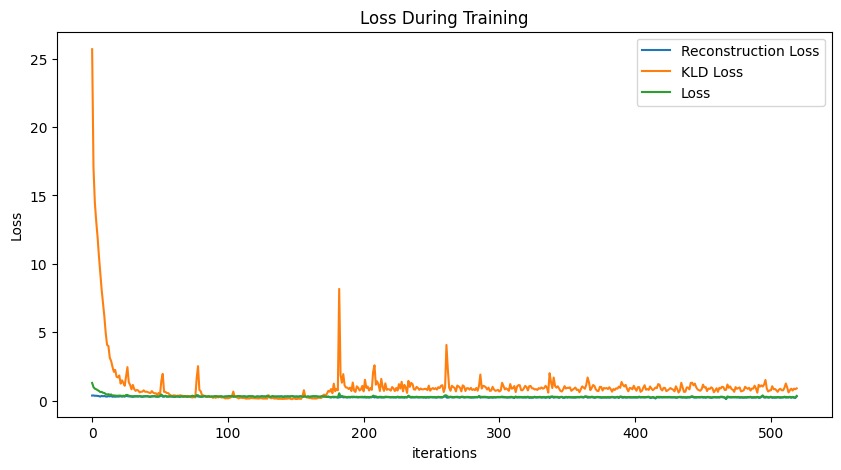 Loss During Training
Reconstruction Loss
KLD Loss
Loss
Loss
25
20
15
10
5
0
0 100 200 300 400 500
iterations